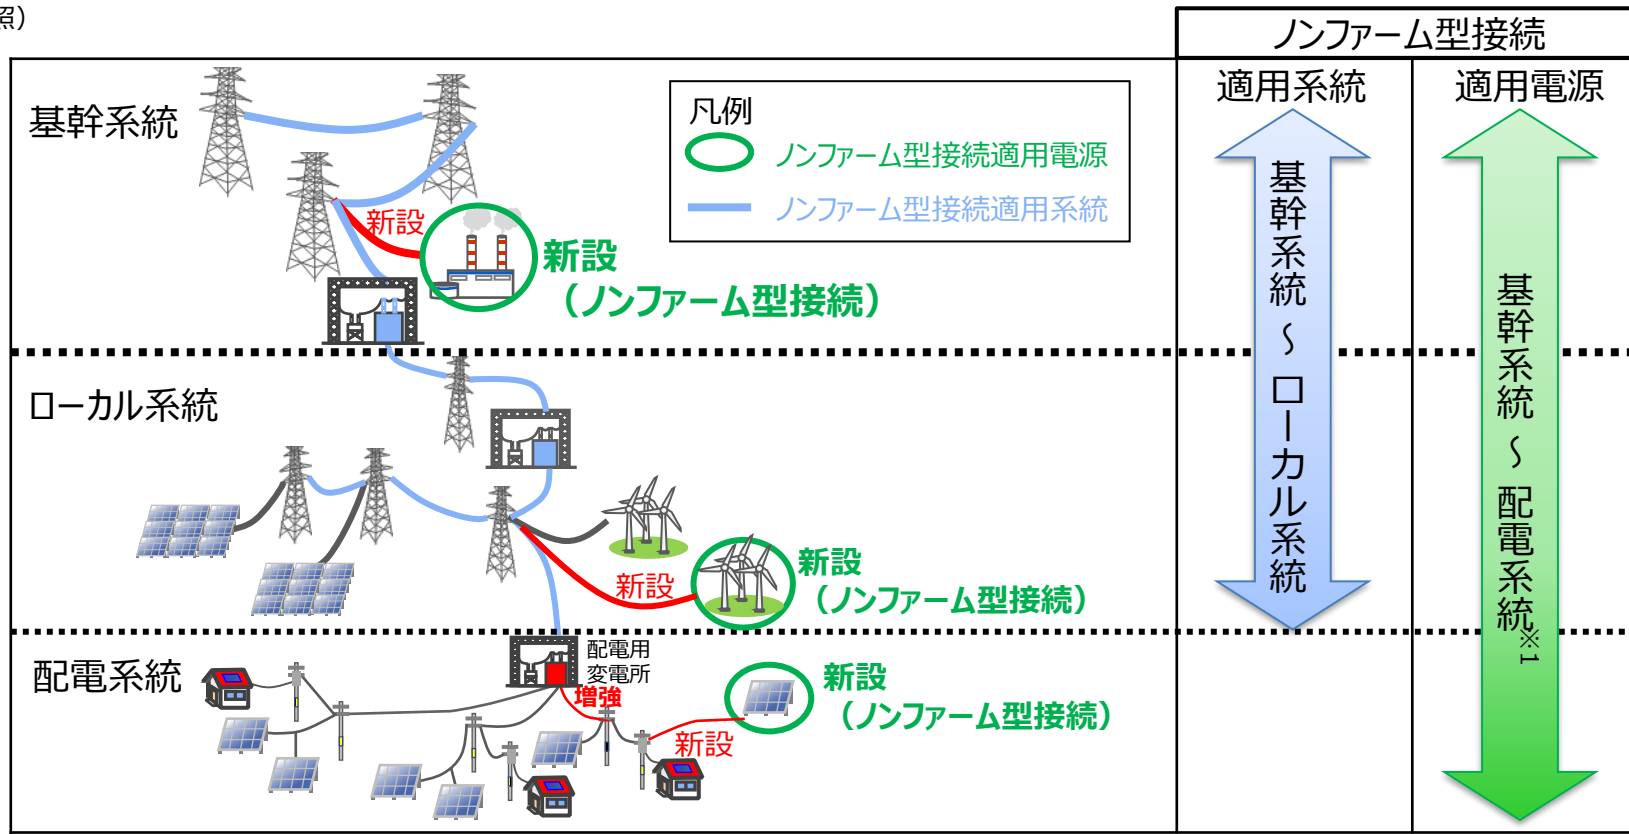 照）
ノンファーム型接続
適用系統
適用電源
基幹系統
凡例
ノンファーム型接続適用電源
ノンファーム型接続適用系統
新設
新設
（ノンファーム型接続）
ローカル系統
新設
新設
（ノンファーム型接続）
配電系統
配電用
変電所
増強
新設
新設
（ノンファーム型接続）
基幹系統～ローカル系統
基幹系統～配電系統※1